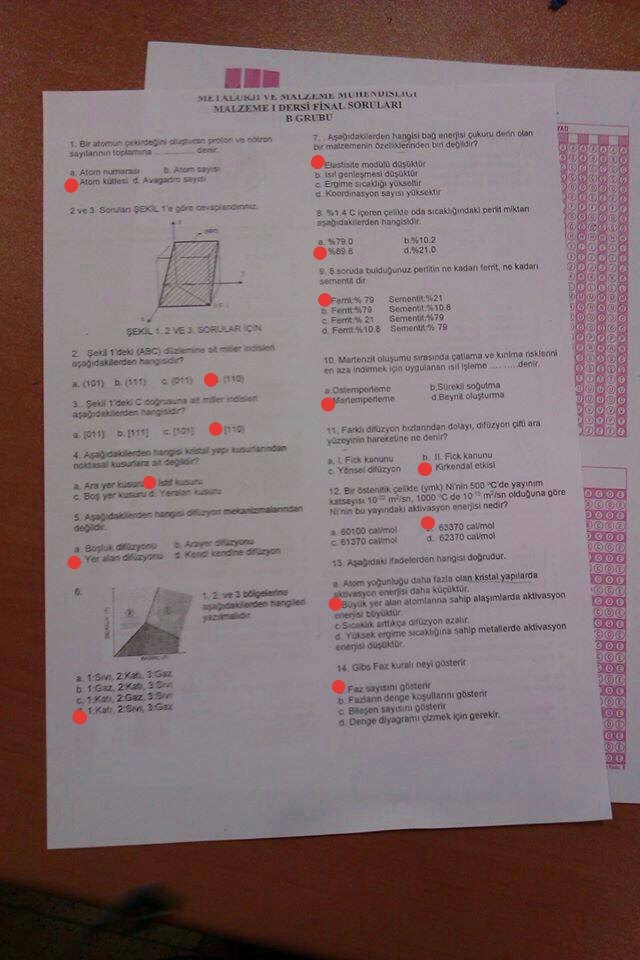 METALURJİ VE MALZEME MÜHENDİSLİĞİ
MALZEME I DERSİ FİNAL SORULARI
B GRUBU
1. Bir atomun çekirdeğini oluşturan proton ve nötron
sayılarının toplamına ............... denir.
a. Atom numarası b. Atom sayısı
Atom kütlesi d. Avagadro sayısı
2 ve 3. Soruları ŞEKİL 1'e göre cevaplandırınız.
ŞEKİL 1. 2 VE 3. SORULAR İÇİN
2. Şekil 1'deki (ABC) düzlemine ait miller indisleri
aşağıdakilerden hangisidir?
a. (101) b. (111) c. (011) (110)
3.. Şekil 1'deki C doğrusuna ait miller indisleri
aşağıdakilerden hangisidir?
a. [011] b. [111] c. [101] [110]
4. Aşağıdakilerden hangisi kristal yapı kusurlarından
noktasal kusurlara ait değildir?
a. Ara yer kusuru İstif kusuru
c. Boş yer kusuru d. Yeralan kusuru
5. Aşağıdakilerden hangisi difüzyon mekanizmalarından
değildir.
a. Boşluk difüzyonu b. Arayer difüzyonu
Yer alan difüzyonu d. Kendi kendine difüzyon
6.
1, 2, ve 3 bölgelerine
aşağıdakilerden hangileri
yazılmalıdır.
a. 1:Sıvı, 2:Katı, 3:Gaz
b. 1:Gaz, 2:Katı, 3:Sıvı
c. 1:Katı, 2:Gaz, 3:Sıvı
1:Katı, 2:Sıvı, 3:Gaz
7. . Aşağıdakilerden hangisi bağ enerjisi çukuru derin olan
bir malzemenin özelliklerinden biri değildir?
Elastisite modülü düşüktür
b. Isıl genleşmesi düşüktür
c. Ergime sıcaklığı yüksektir
d. Koordinasyon sayısı yüksektir
8. %1.4 C içeren çelikte oda sıcaklığındaki perlit miktarı
aşağıdakilerden hangisidir.
a. %79.0 b.%10.2
%89.8 d.%21.0
9. 8.soruda bulduğunuz perlitin ne kadarı ferrit, ne kadarı
sementit dir
Ferrit:% 79 Sementit:%21
b. Ferrit:%79 Sementit:%10.8
c. Ferrit:% 21 Sementit:%79
d. Ferrit:%10.8 Sementit:% 79
10. Martenzit oluşumu sırasında çatlama ve kırılma risklerini
en aza indirmek için uygulanan ısıl işleme ..........denir.
a.Ostemperleme b.Sürekli soğutma
Martemperleme d.Beynit oluşturma
11. Farklı difüzyon hızlarından dolayı, difüzyon çifti ara
yüzeyinin hareketine ne denir?
a. I. Fick kanunu b. II. Fick kanunu
c. Yönsel difüzyon Kirkendal etkisi
12. Bir östenitik çelikte (ymk) Ni'nin 500 °C'de yayınım
katsayısı 10⁻²² m²/sn, 1000 °C de 10⁻¹⁵ m²/sn olduğuna göre
Ni'nin bu yayındaki aktivasyon enerjisi nedir?
a. 60100 cal/mol 63370 cal/mol
c. 61370 cal/mol d. 62370 cal/mol
13. Aşağıdaki ifadelerden hangisi doğrudur.
a. Atom yoğunluğu daha fazla olan kristal yapılarda
aktivasyon enerjisi daha küçüktür.
Büyük yer alan atomlarına sahip alaşımlarda aktivasyon
enerjisi büyüktür.
c.Sıcaklık arttıkça difüzyon azalır.
d. Yüksek ergime sıcaklığına sahip metallerde aktivasyon
enerjisi düşüktür.
14. Gibs Faz kuralı neyi gösterir
Faz sayısını gösterir
b. Fazların denge koşullarını gösterir
c. Bileşen sayısını gösterir
d. Denge diyagramı çizmek için gerekir.